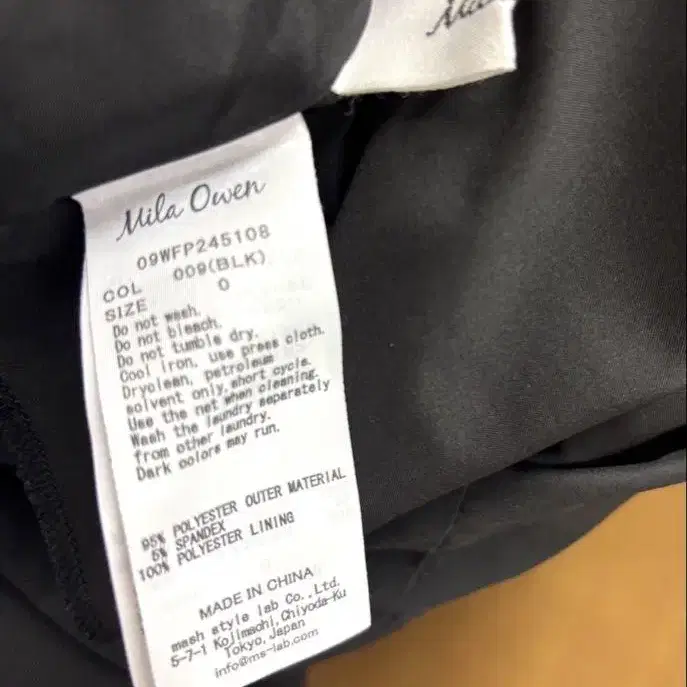 Mila Owen
09WFP245108
COL 009(BLK)
SIZE 0
Do not wash.
Do not bleach.
Do not tumble dry.
Cool iron, use press cloth.
Dryclean, petroleum
solvent only, short cycle.
Use the net when cleaning.
Wash the laundry separately
from other laundry.
Dark colors may run.
95% POLYESTER OUTER MATERIAL
5% SPANDEX
100% POLYESTER LINING
MADE IN CHINA
mash style lab Co.,Ltd.
5-7-1 Kojimachi,Chiyoda-Ku
Tokyo,Japan
info@ms-lab.com